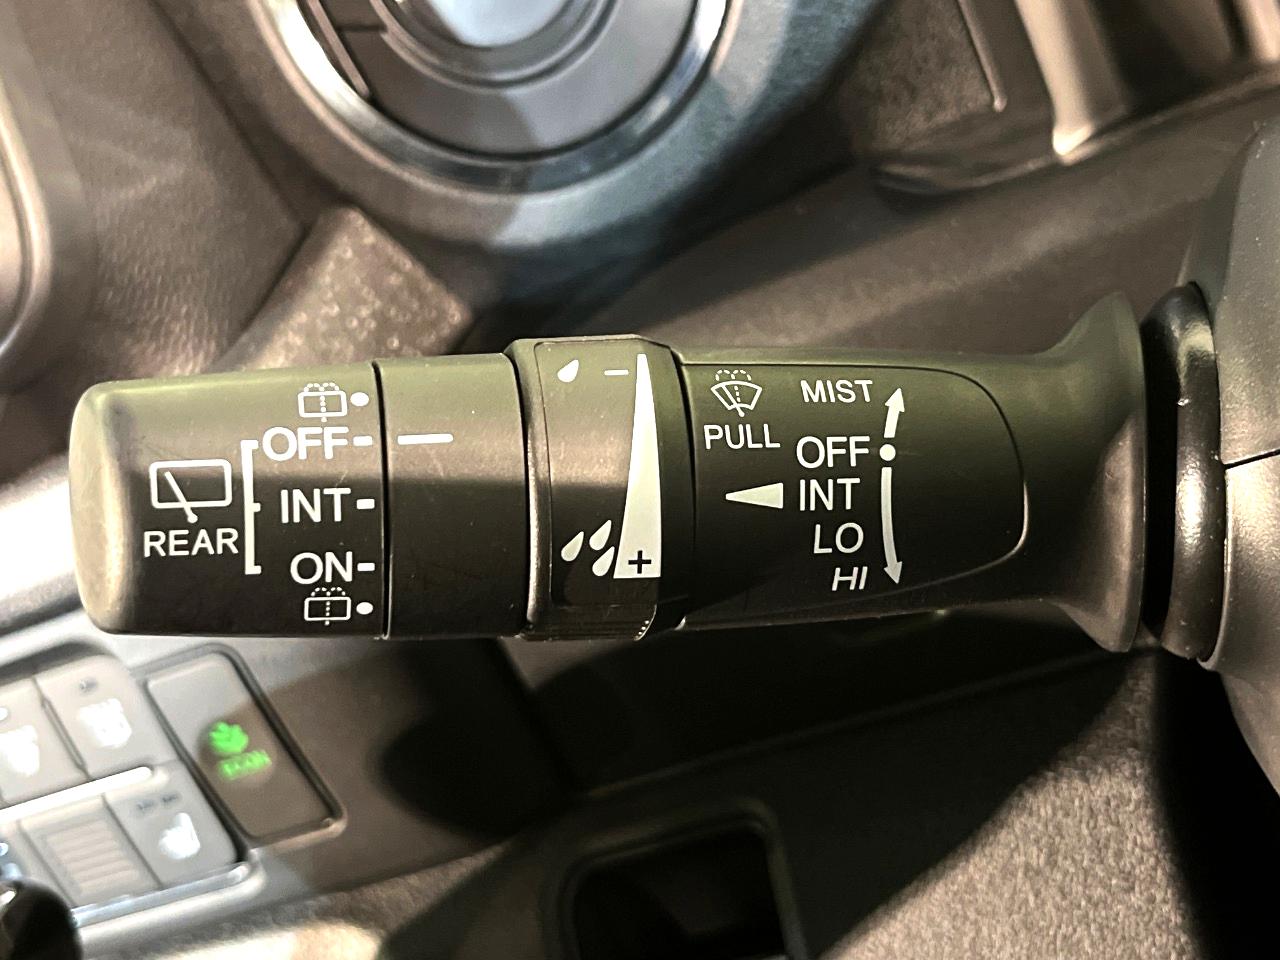 OFF
INT
ON
REAR
−
+
PULL
MIST
OFF
INT
LO
HI